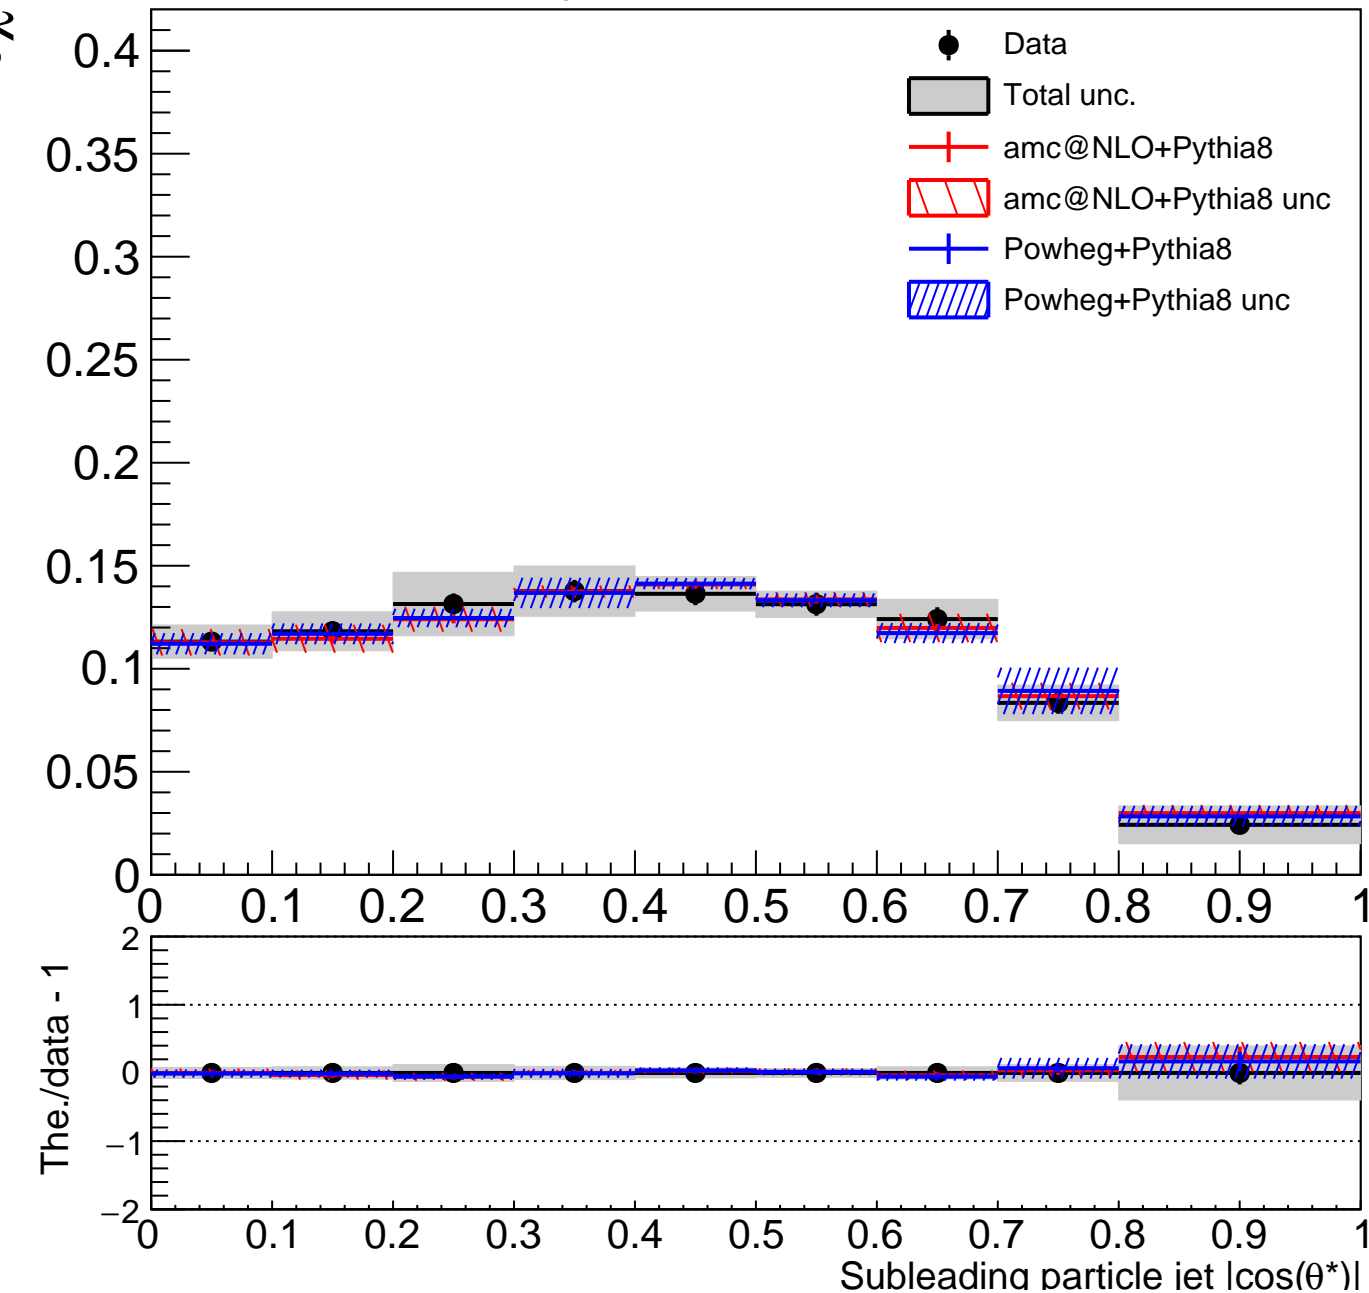 0.4
0.35
0.3
0.25
0.2
0.15
0.1
0.05
0
Data
Total unc.
amc@NLO+Pythia8
amc@NLO+Pythia8 unc
Powheg+Pythia8
Powheg+Pythia8 unc
0 0.1 0.2 0.3 0.4 0.5 0.6 0.7 0.8 0.9 1
The./data - 1
2
1
0
−1
−2
0 0.1 0.2 0.3 0.4 0.5 0.6 0.7 0.8 0.9 1
Subleading particle jet |cos(θ*)|